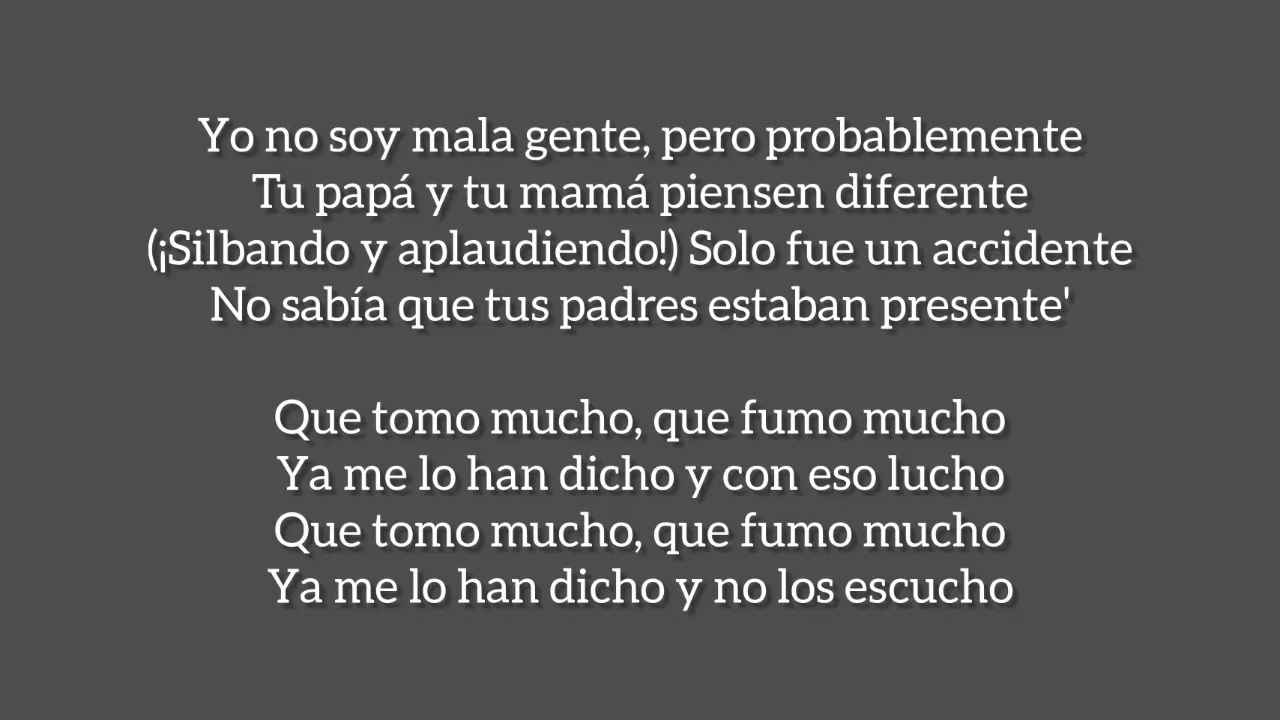 Yo no soy mala gente, pero probablemente
Tu papá y tu mamá piensen diferente
(¡Silbando y aplaudiendo!) Solo fue un accidente
No sabía que tus padres estaban presente'
Que tomo mucho, que fumo mucho
Ya me lo han dicho y con eso lucho
Que tomo mucho, que fumo mucho
Ya me lo han dicho y no los escucho